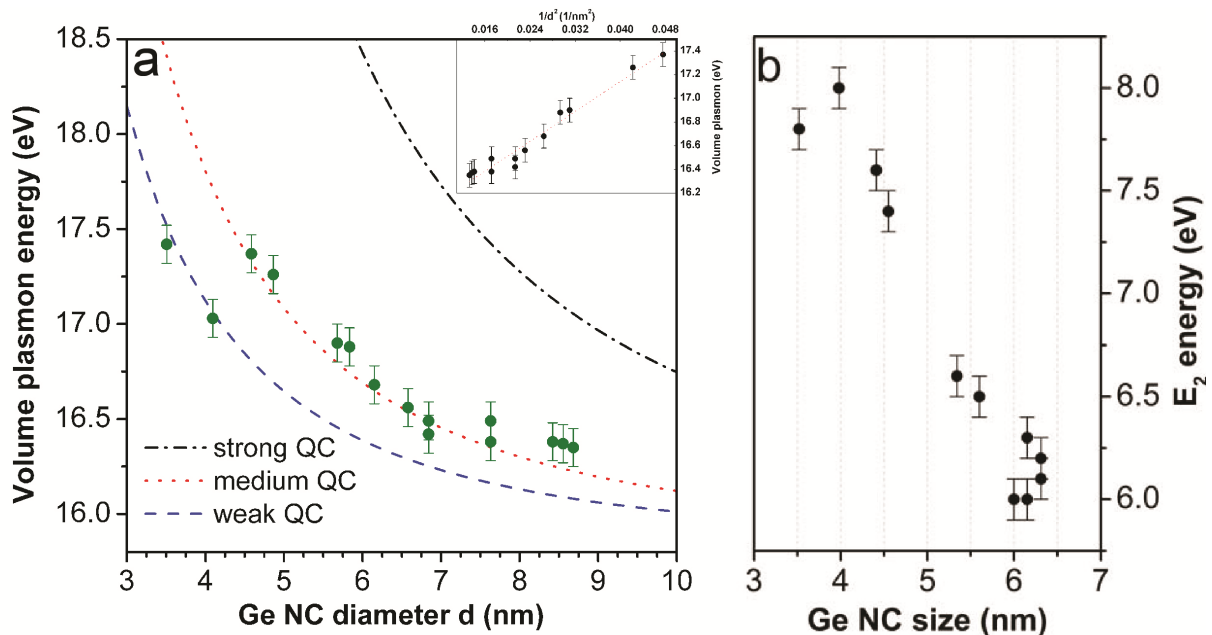 a
Volume plasmon energy (eV)
18.5
18.0
17.5
17.0
16.5
16.0
3 4 5 6 7 8 9 10
Ge NC diameter d (nm)
strong QC
medium QC
weak QC
1/d² (1/nm²)
0.016 0.024 0.032 0.040 0.048
17.4
17.2
16.8
16.6
16.4
16.2
Volume plasmon (eV)
b
8.0
7.5
7.0
6.5
6.0
E₂ energy (eV)
3 4 5 6 7
Ge NC size (nm)